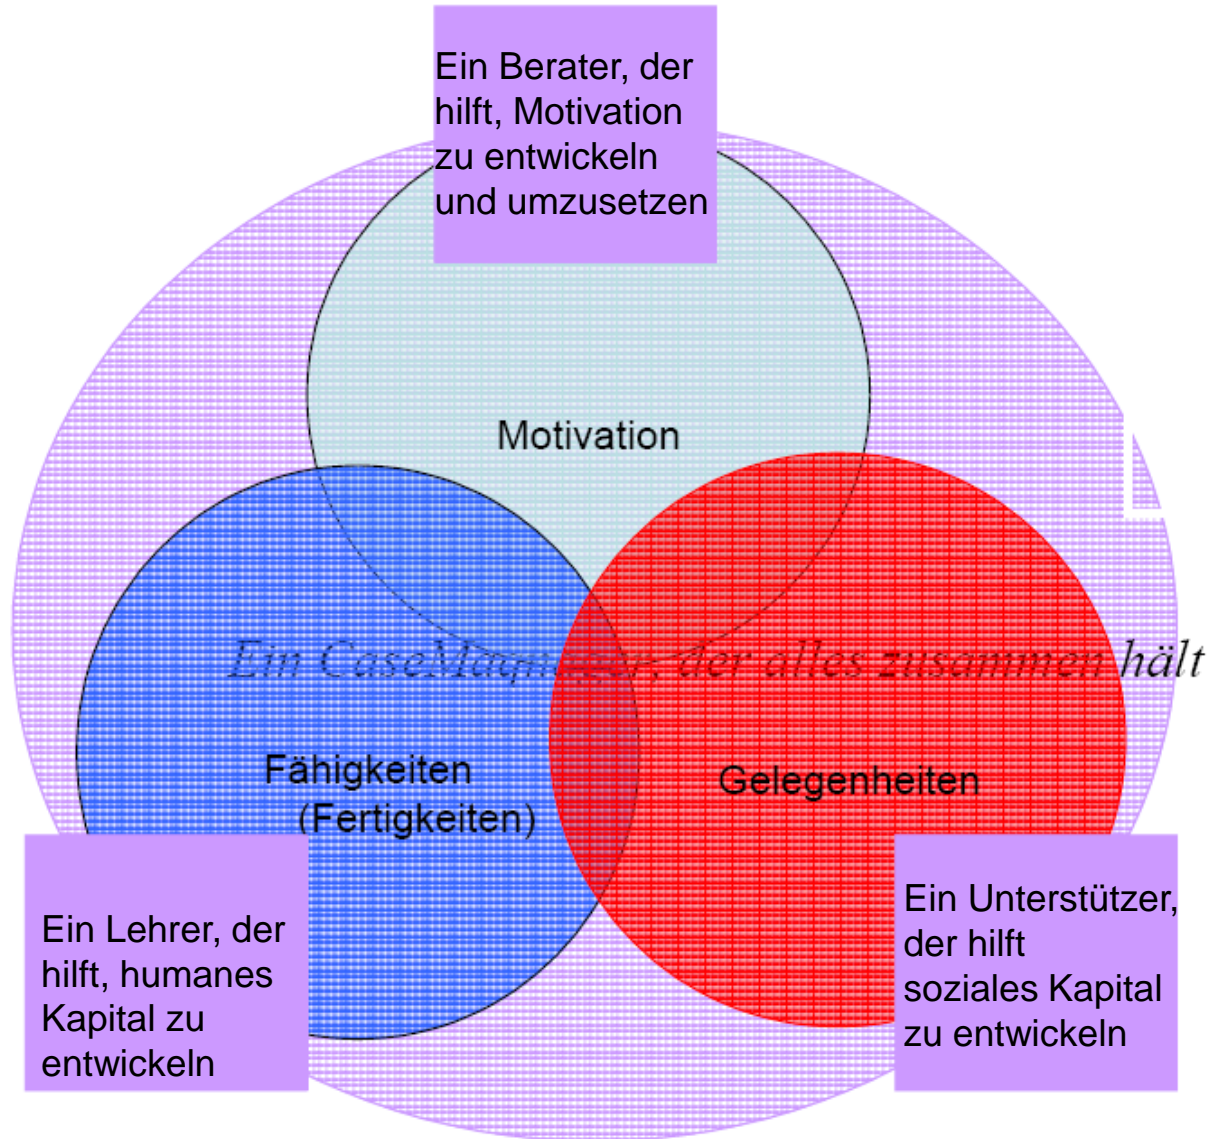 Ein Berater, der
hilft, Motivation
zu entwickeln
und umzusetzen
Motivation
Ein CaseMaqmager, der alles zusammen hält
Fähigkeiten
(Fertigkeiten)
Gelegenheiten
Ein Lehrer, der
hilft, humanes
Kapital zu
entwickeln
Ein Unterstützer,
der hilft
soziales Kapital
zu entwickeln